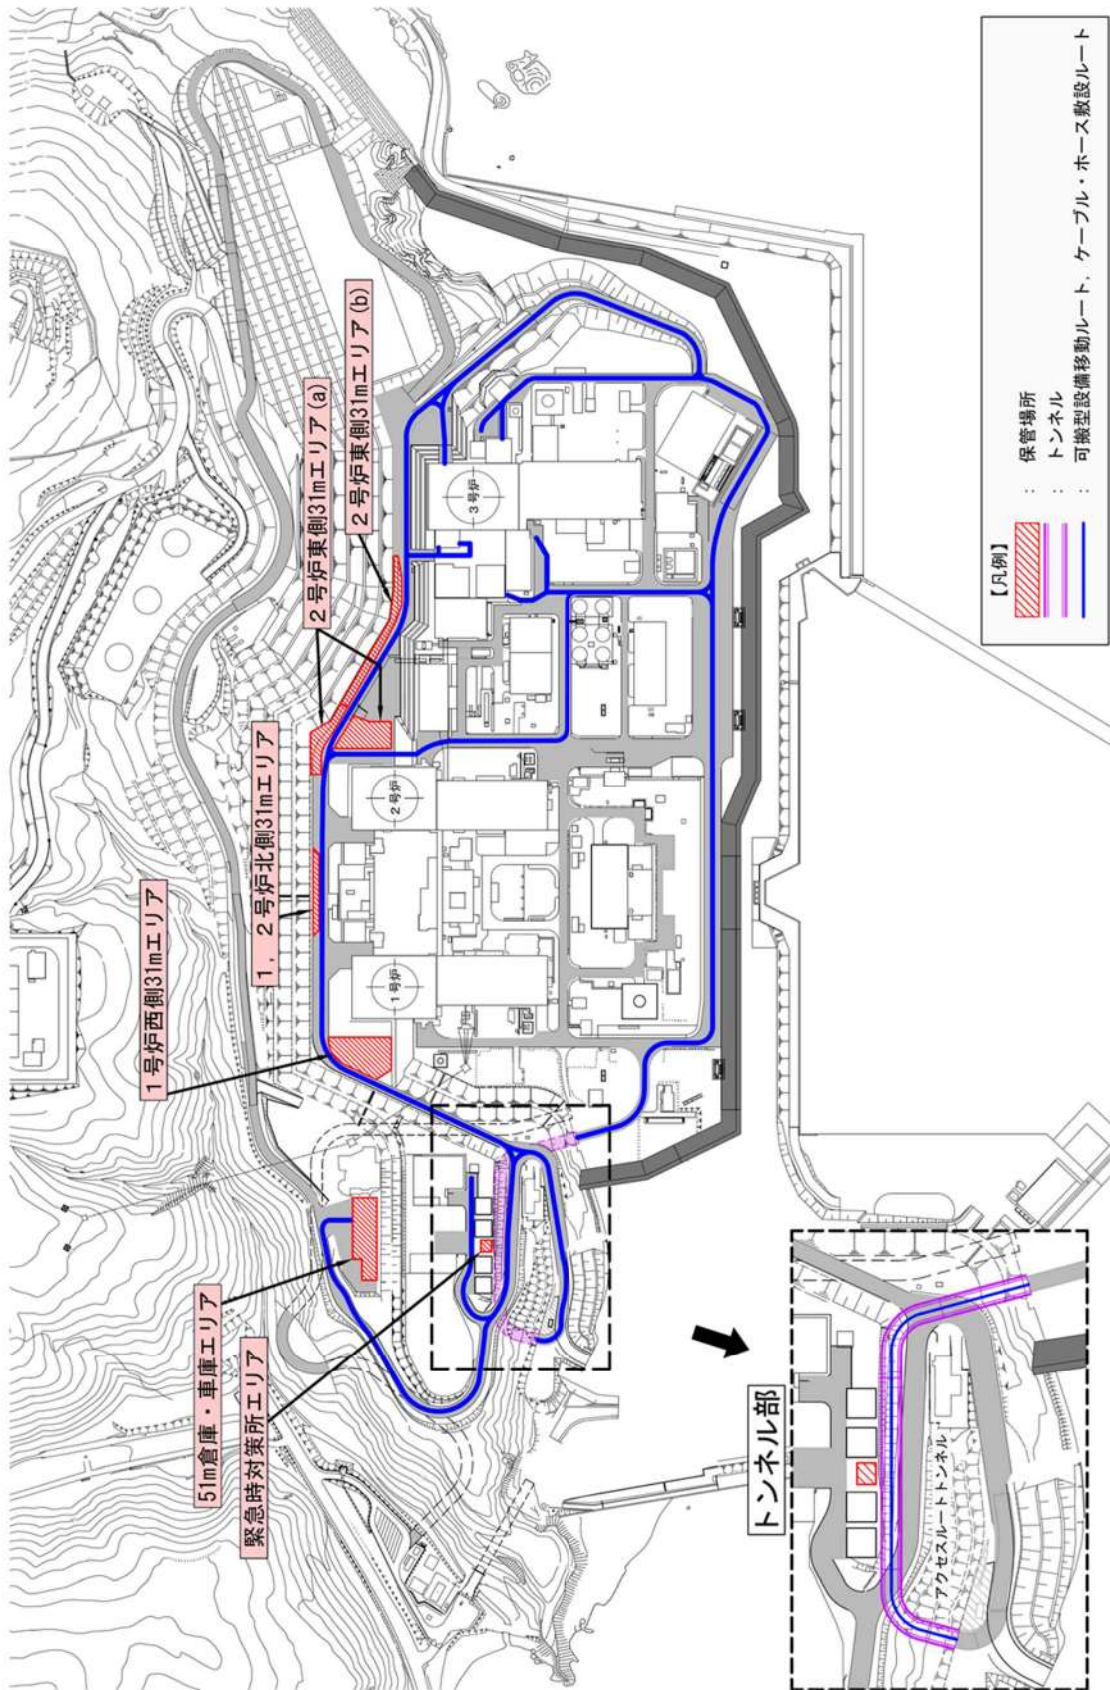 51m倉庫・車庫エリア
緊急時対策所エリア
1号炉西側31mエリア
1，2号炉北側31mエリア
2号炉東側31mエリア(a)
2号炉東側31mエリア(b)
1号炉
2号炉
3号炉
トンネル部
アクセスルートトンネル
【凡例】
： 保管場所
： トンネル
： 可搬型設備移動ルート，ケーブル・ホース敷設ルート